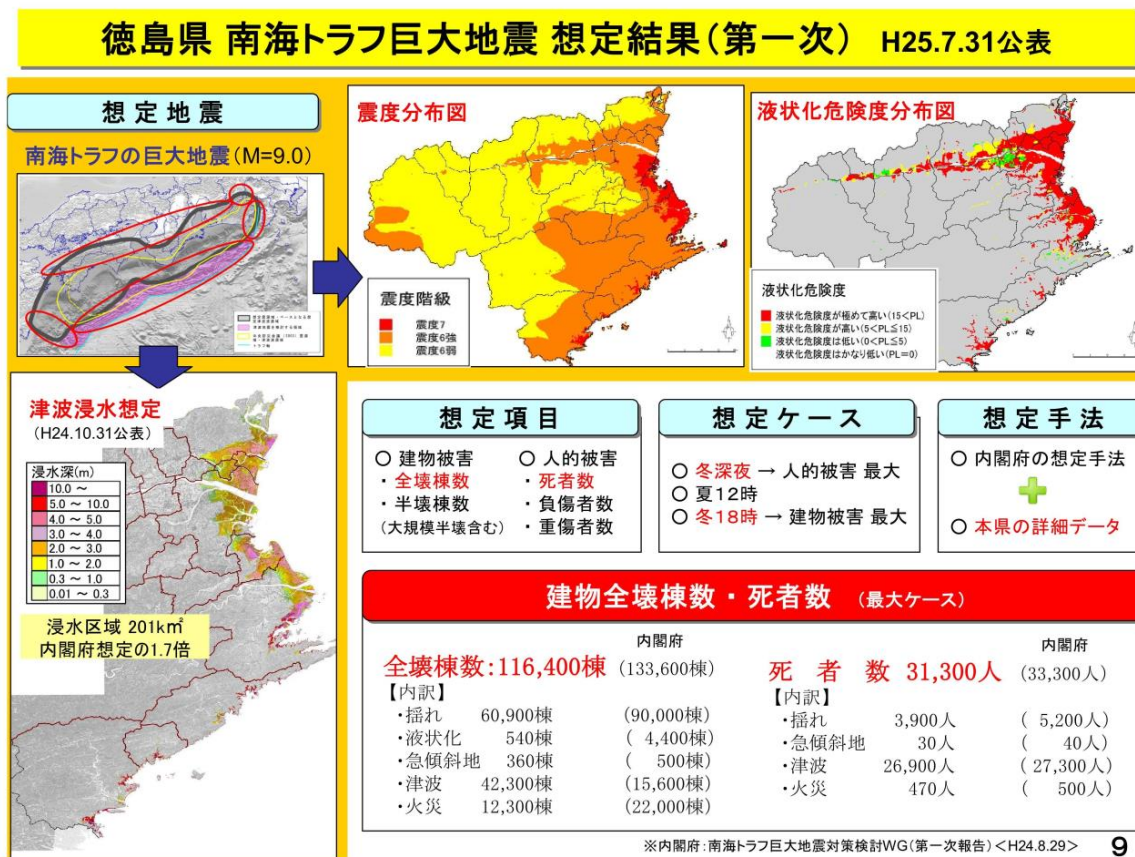 徳島県 南海トラフ巨大地震 想定結果(第一次) H25.7.31公表
想定地震
南海トラフの巨大地震(M=9.0)
震度分布図
震度階級
震度7
震度6強
震度6弱
液状化危険度分布図
液状化危険度
液状化危険度が極めて高い(15<PL)
液状化危険度が高い(5<PL≦15)
液状化危険度は低い(0<PL≦5)
液状化危険度はかなり低い(PL=0)
津波浸水想定
(H24.10.31公表)
浸水深(m)
10.0 ~
5.0 ~ 10.0
4.0 ~ 5.0
3.0 ~ 4.0
2.0 ~ 3.0
1.0 ~ 2.0
0.3 ~ 1.0
0.01 ~ 0.3
浸水区域 201k㎡
内閣府想定の1.7倍
想定項目
○ 建物被害
・全壊棟数
・半壊棟数
(大規模半壊含む)
○ 人的被害
・死者数
・負傷者数
・重傷者数
想定ケース
○ 冬深夜 → 人的被害 最大
○ 夏12時
○ 冬18時 → 建物被害 最大
想定手法
○ 内閣府の想定手法
○ 本県の詳細データ
建物全壊棟数・死者数 (最大ケース)
内閣府
全壊棟数:116,400棟 (133,600棟)
【内訳】
・揺れ 60,900棟 (90,000棟)
・液状化 540棟 ( 4,400棟)
・急傾斜地 360棟 ( 500棟)
・津波 42,300棟 (15,600棟)
・火災 12,300棟 (22,000棟)
内閣府
死者数 31,300人 (33,300人)
【内訳】
・揺れ 3,900人 ( 5,200人)
・急傾斜地 30人 ( 40人)
・津波 26,900人 ( 27,300人)
・火災 470人 ( 500人)
※内閣府:南海トラフ巨大地震対策検討WG(第一次報告)<H24.8.29>
9